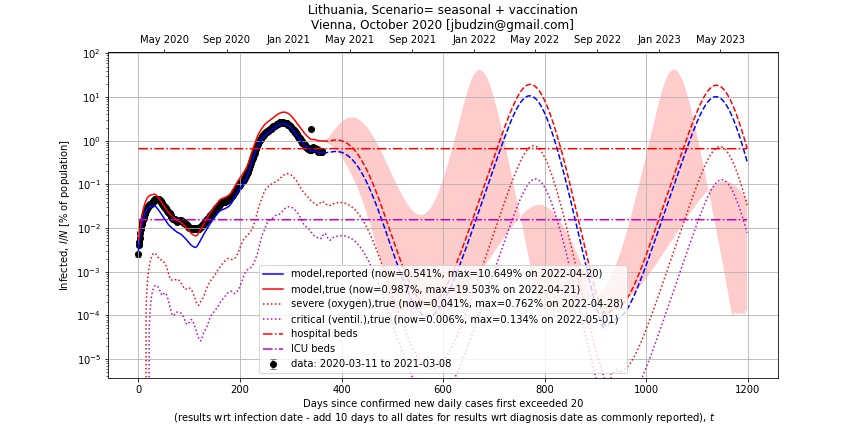 Lithuania, Scenario= seasonal + vaccination
Vienna, October 2020 [jbudzin@gmail.com]
May 2020 Sep 2020 Jan 2021 May 2021 Sep 2021 Jan 2022 May 2022 Sep 2022 Jan 2023 May 2023
10^2
10^1
10^0
10^-1
10^-2
10^-3
10^-4
10^-5
Infected, I/N [% of population]
model,reported (now=0.541%, max=10.649% on 2022-04-20)
model,true (now=0.987%, max=19.503% on 2022-04-21)
severe (oxygen),true (now=0.041%, max=0.762% on 2022-04-28)
critical (ventil.),true (now=0.006%, max=0.134% on 2022-05-01)
hospital beds
ICU beds
data: 2020-03-11 to 2021-03-08
0 200 400 600 800 1000 1200
Days since confirmed new daily cases first exceeded 20
(results wrt infection date - add 10 days to all dates for results wrt diagnosis date as commonly reported), t